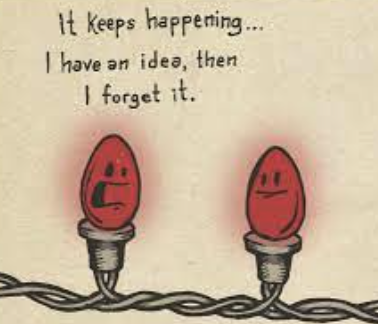 It keeps happening...
I have an idea, then
I forget it.